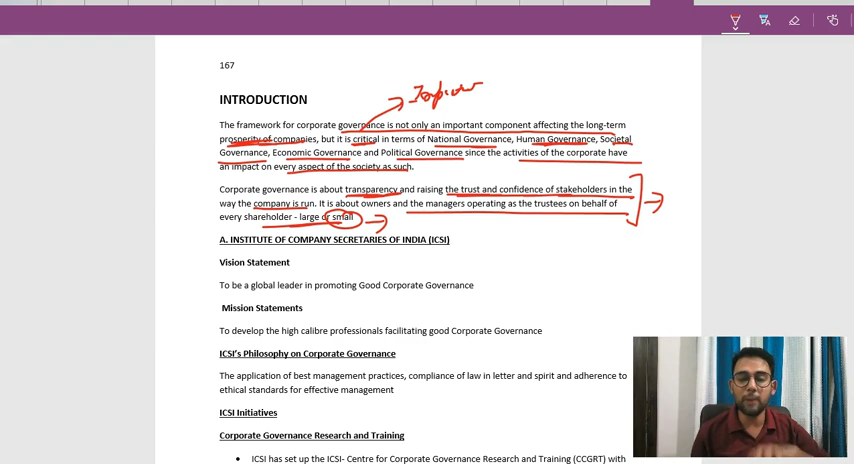 167
INTRODUCTION
The framework for corporate governance is not only an important component affecting the long-term
prosperity of companies, but it is critical in terms of National Governance, Human Governance, Societal
Governance, Economic Governance and Political Governance since the activities of the corporate have
an impact on every aspect of the society as such.
Corporate governance is about transparency and raising the trust and confidence of stakeholders in the
way the company is run. It is about owners and the managers operating as the trustees on behalf of
every shareholder - large or small
A. INSTITUTE OF COMPANY SECRETARIES OF INDIA (ICSI)
Vision Statement
To be a global leader in promoting Good Corporate Governance
Mission Statements
To develop the high calibre professionals facilitating good Corporate Governance
ICSI's Philosophy on Corporate Governance
The application of best management practices, compliance of law in letter and spirit and adherence to
ethical standards for effective management
ICSI Initiatives
Corporate Governance Research and Training
• ICSI has set up the ICSI- Centre for Corporate Governance Research and Training (CCGRT) with